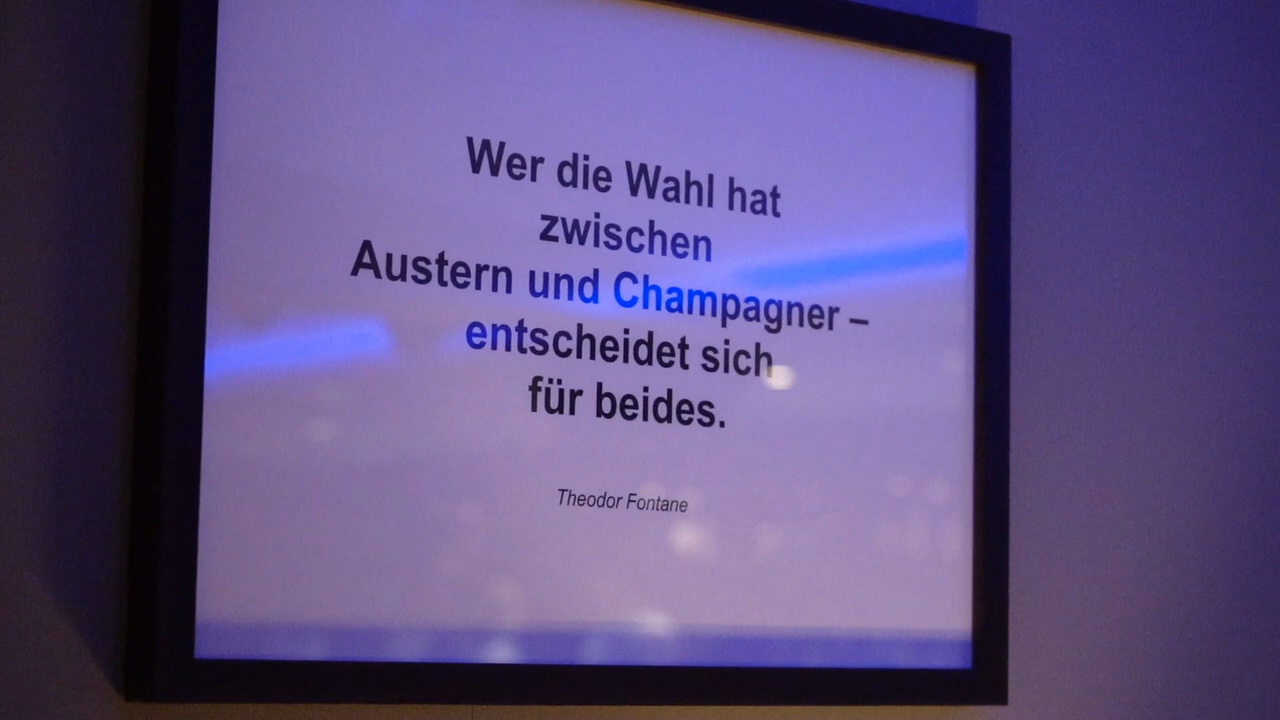 Wer die Wahl hat
zwischen
Austern und Champagner –
entscheidet sich
für beides.
Theodor Fontane